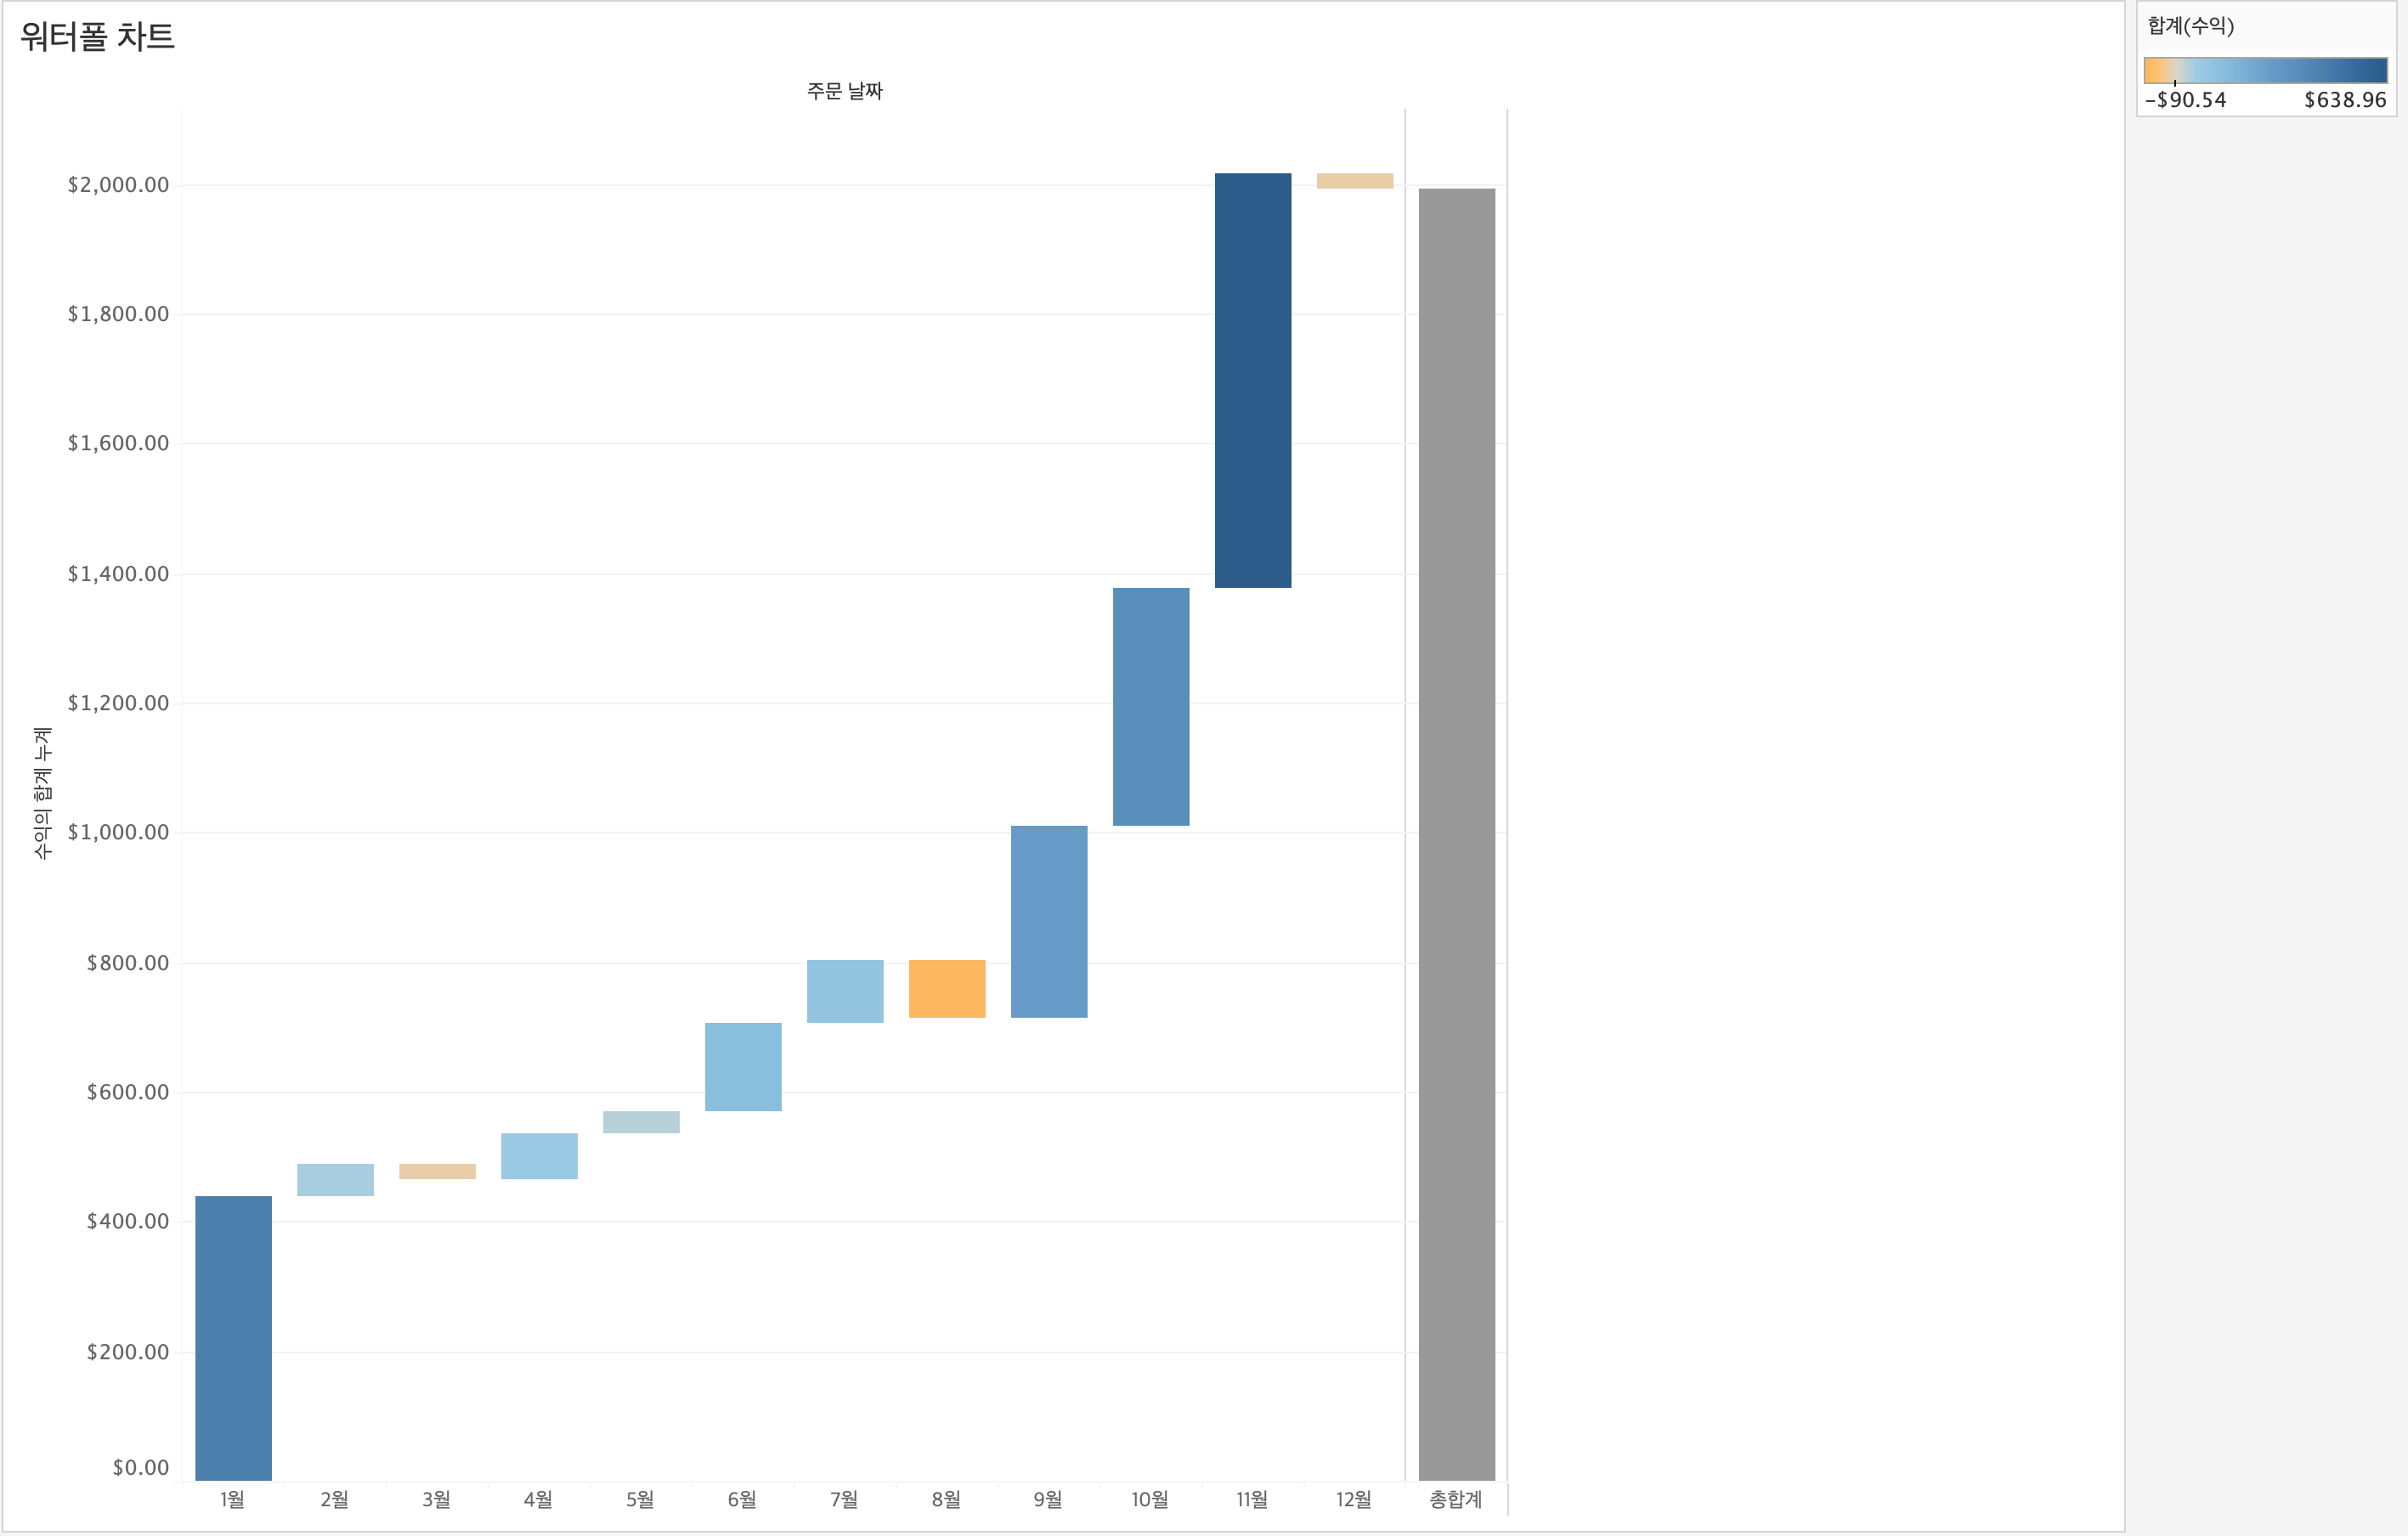 워터폴 차트
주문 날짜
수익의 합계 누계
$2,000.00
$1,800.00
$1,600.00
$1,400.00
$1,200.00
$1,000.00
$800.00
$600.00
$400.00
$200.00
$0.00
1월 2월 3월 4월 5월 6월 7월 8월 9월 10월 11월 12월 총합계
합계(수익)
-$90.54 $638.96